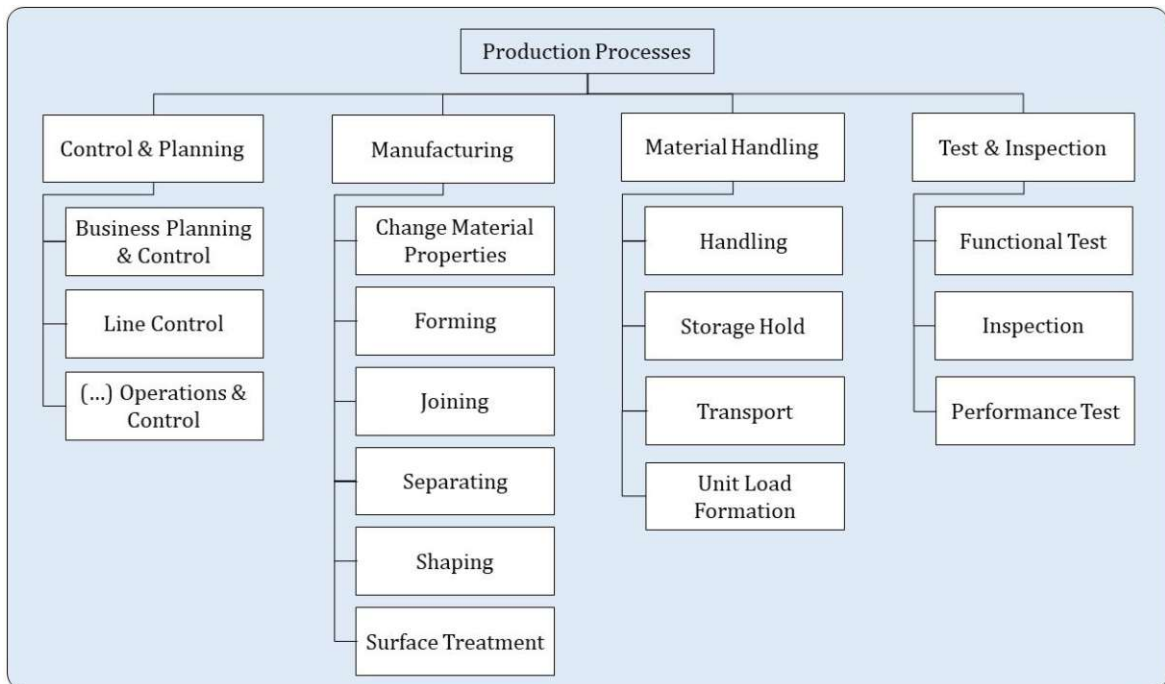 Production Processes
Control & Planning
Business Planning
& Control
Line Control
(...) Operations &
Control
Manufacturing
Change Material
Properties
Forming
Joining
Separating
Shaping
Surface Treatment
Material Handling
Handling
Storage Hold
Transport
Unit Load
Formation
Test & Inspection
Functional Test
Inspection
Performance Test